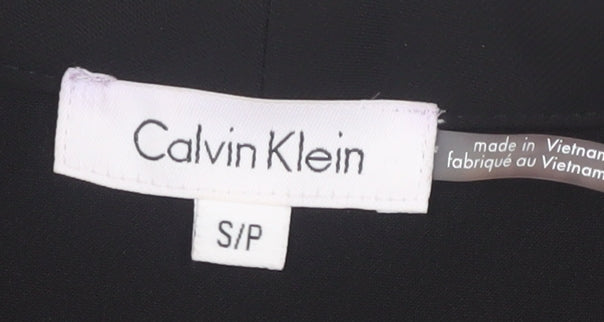 Calvin Klein
S/P
made in Vietnam
fabriqué au Vietnam